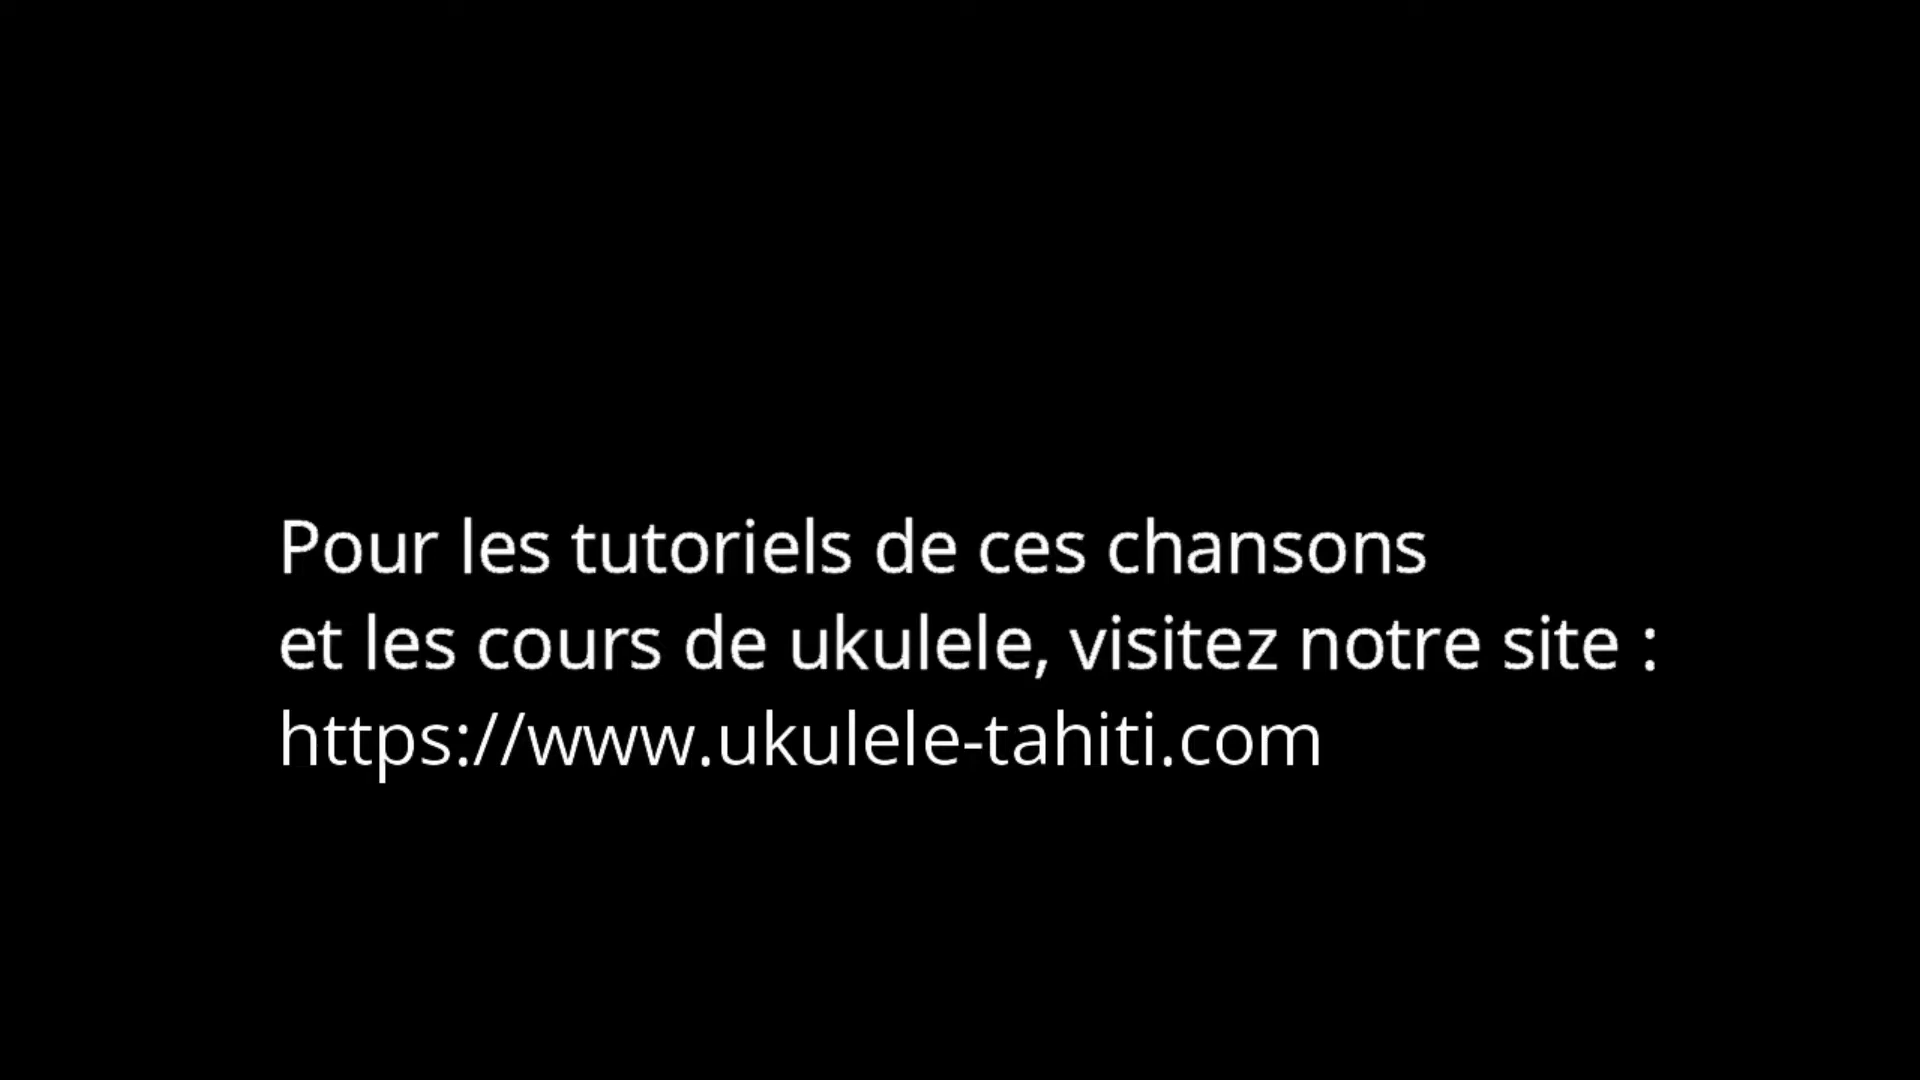 Pour les tutoriels de ces chansons
et les cours de ukulele, visitez notre site :
https://www.ukulele-tahiti.com